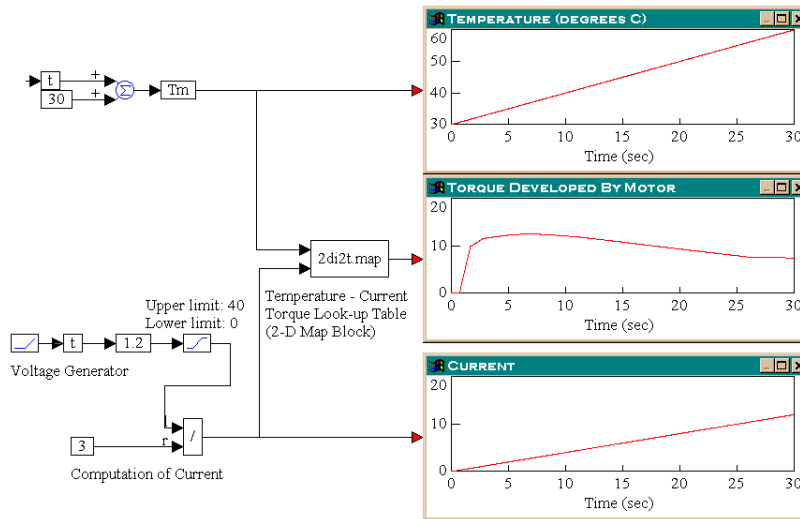 TEMPERATURE (DEGREES C)
60
50
40
30
0 5 10 15 20 25 30
Time (sec)
t
+
30
+
Σ
Tm
TORQUE DEVELOPED BY MOTOR
20
10
0
0 5 10 15 20 25 30
Time (sec)
2di2t.map
Temperature - Current
Torque Look-up Table
(2-D Map Block)
Upper limit: 40
Lower limit: 0
t
1.2
Voltage Generator
CURRENT
20
10
0
0 5 10 15 20 25 30
Time (sec)
l
3
r
/
Computation of Current